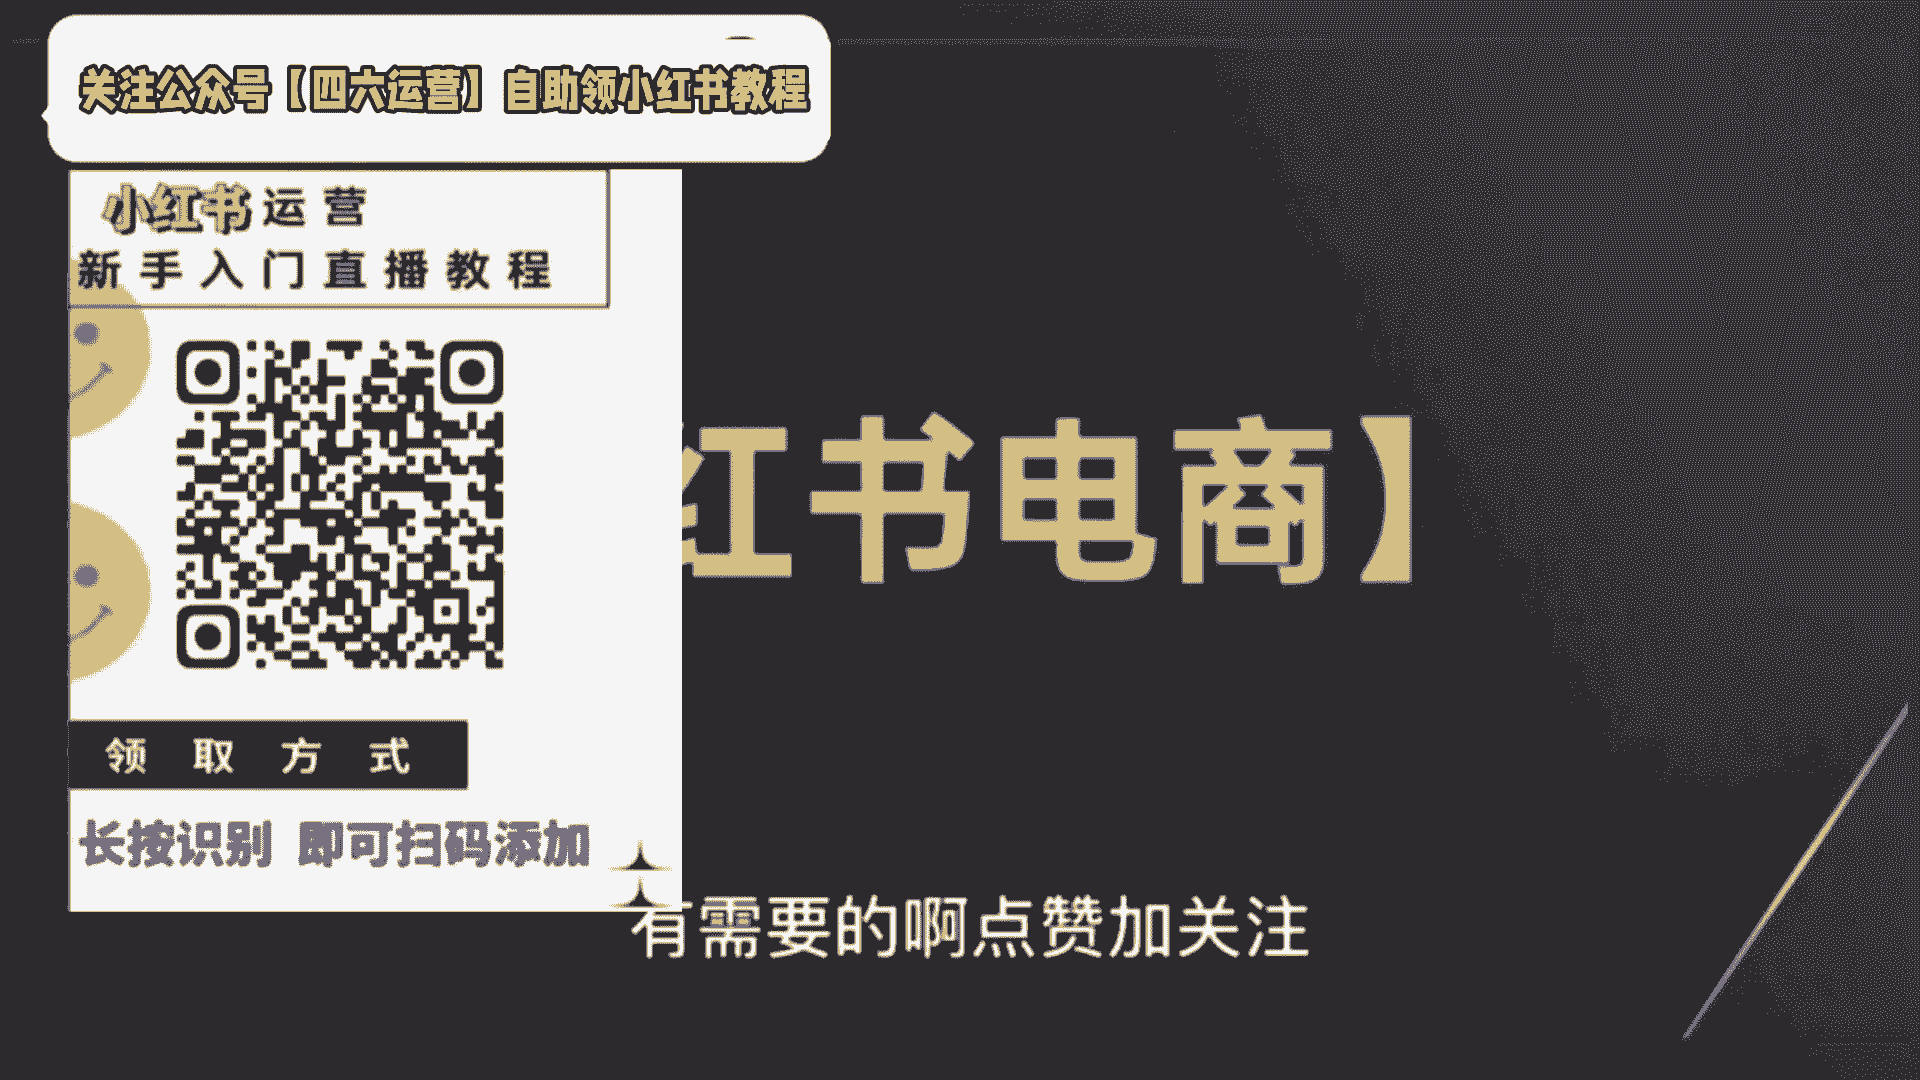 关注公众号【四六运营】自助领小红书教程
小红书运营
新手入门直播教程
红书电商】
领取方式
长按识别 即可扫码添加
有需要的啊点赞加关注